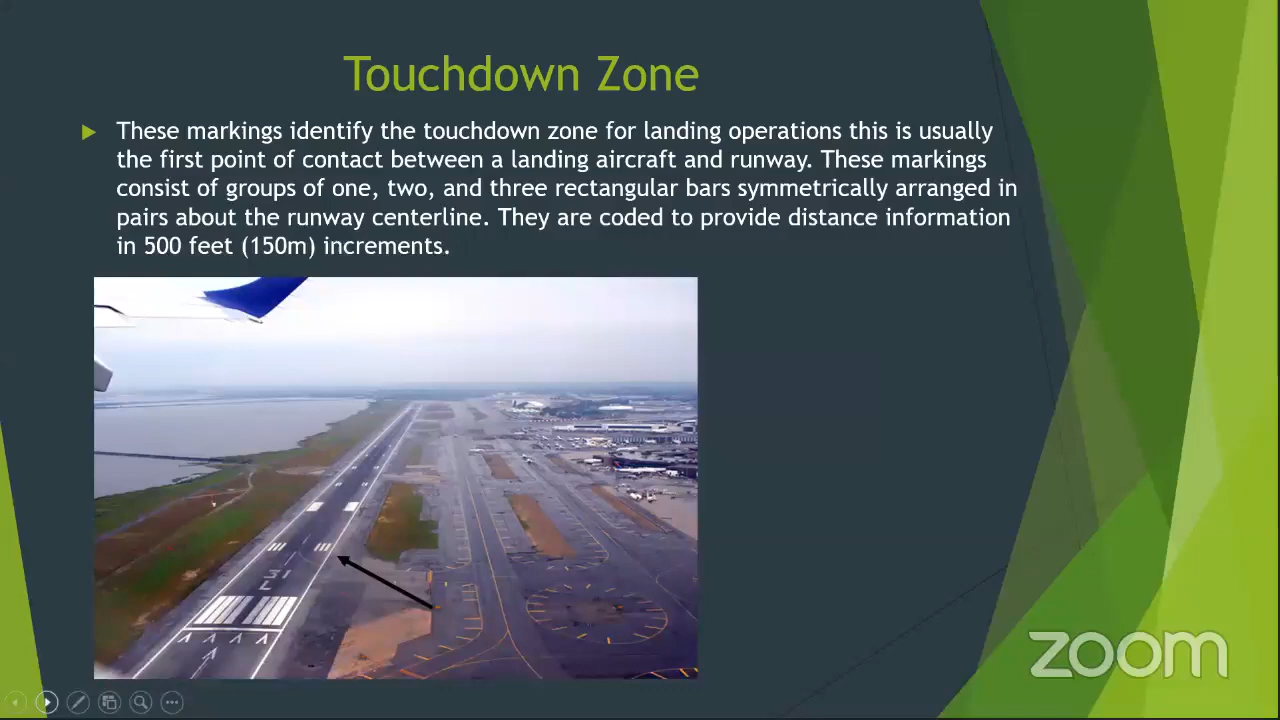 Touchdown Zone
These markings identify the touchdown zone for landing operations this is usually
the first point of contact between a landing aircraft and runway. These markings
consist of groups of one, two, and three rectangular bars symmetrically arranged in
pairs about the runway centerline. They are coded to provide distance information
in 500 feet (150m) increments.
31
L
zoom